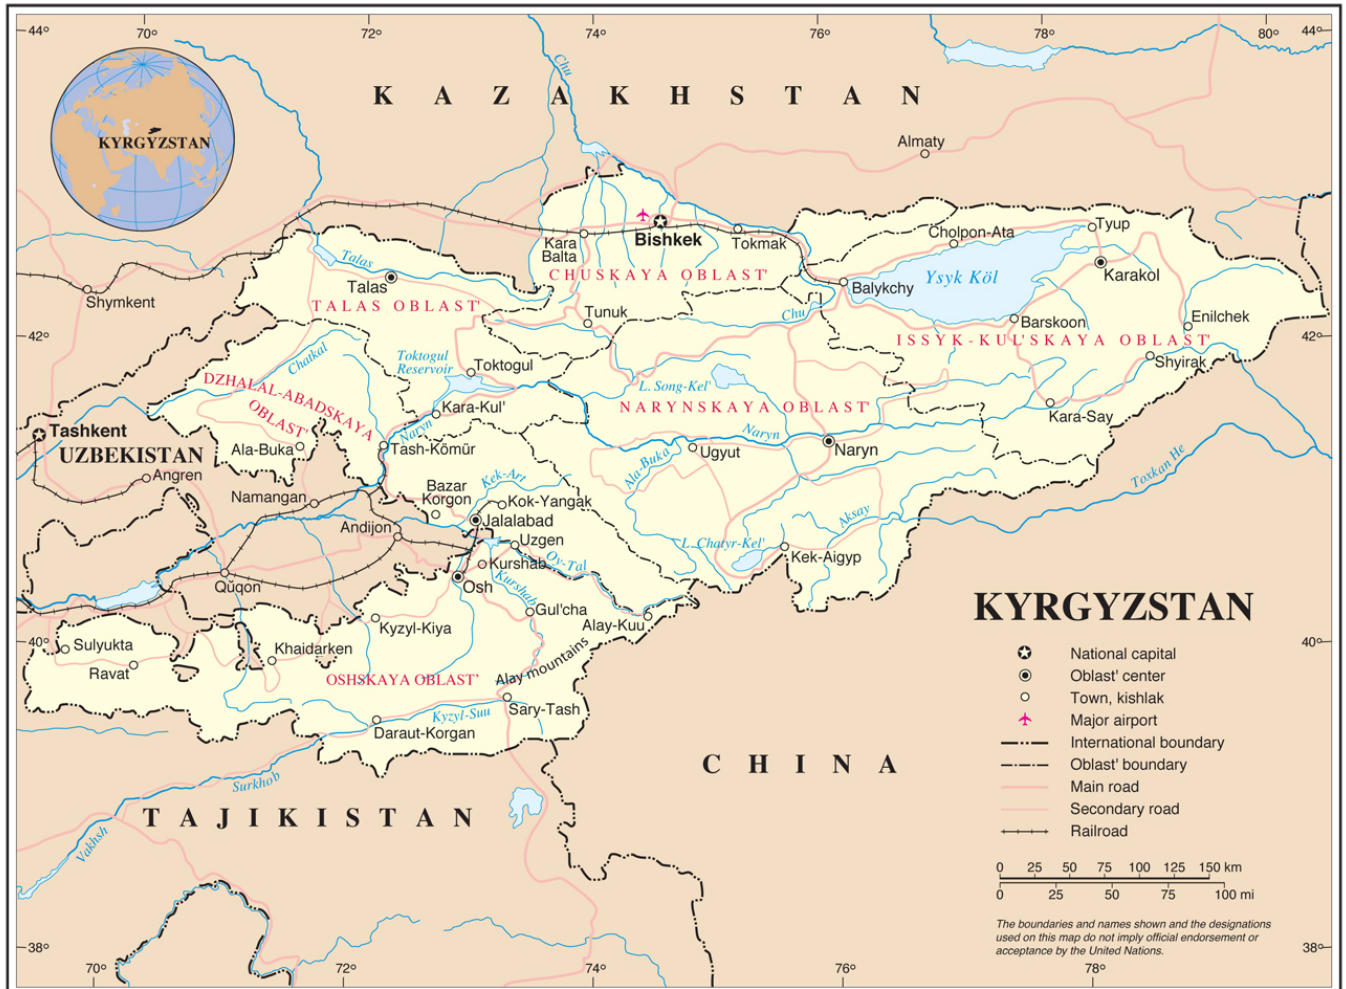 44°
70°
72°
74°
76°
78°
80°
44°
Chu
KAZAKHSTAN
KYRGYZSTAN
Almaty
Bishkek
Kara
Balta
Tokmak
Cholpon-Ata
Tyup
Talas
Talas
CHUSKAYA OBLAST'
Ysyk Köl
Karakol
Shymkent
TALAS OBLAST'
Balykchy
Tunuk
Chu
Barskoon
Enilchek
42°
42°
ISSYK-KUL'SKAYA OBLAST'
Chatkal
Toktogul
Reservoir
Toktogul
Shyirak
DZHALAL-ABADSKAYA
OBLAST'
L. Song-Kel'
NARYNSKAYA OBLAST'
Kara-Kul'
Kara-Say
Tashkent
UZBEKISTAN
Naryn
Naryn
Ala-Buka
Tash-Kömür
Ala-Buka
Ugyut
Naryn
Toxkan He
Angren
Kek-Art
Bazar
Korgon
Kok-Yangak
Namangan
Jalalabad
Aksay
Andijon
Uzgen
L. Chatyr-Kel'
Kek-Aigyp
Oy-Tal
Kurshab
Kurshab
Osh
Quqon
Gul'cha
Alay-Kuu
Kyzyl-Kiya
40°
40°
Sulyukta
Khaidarken
Ravat
OSHSKAYA OBLAST'
Alay mountains
Sary-Tash
Kyzyl-Suu
Daraut-Korgan
Surkhob
Vakhsh
CHINA
TAJIKISTAN
KYRGYZSTAN
National capital
Oblast' center
Town, kishlak
Major airport
International boundary
Oblast' boundary
Main road
Secondary road
Railroad
0 25 50 75 100 125 150 km
0 25 50 75 100 mi
The boundaries and names shown and the designations
used on this map do not imply official endorsement or
acceptance by the United Nations.
38°
38°
70°
72°
74°
76°
78°